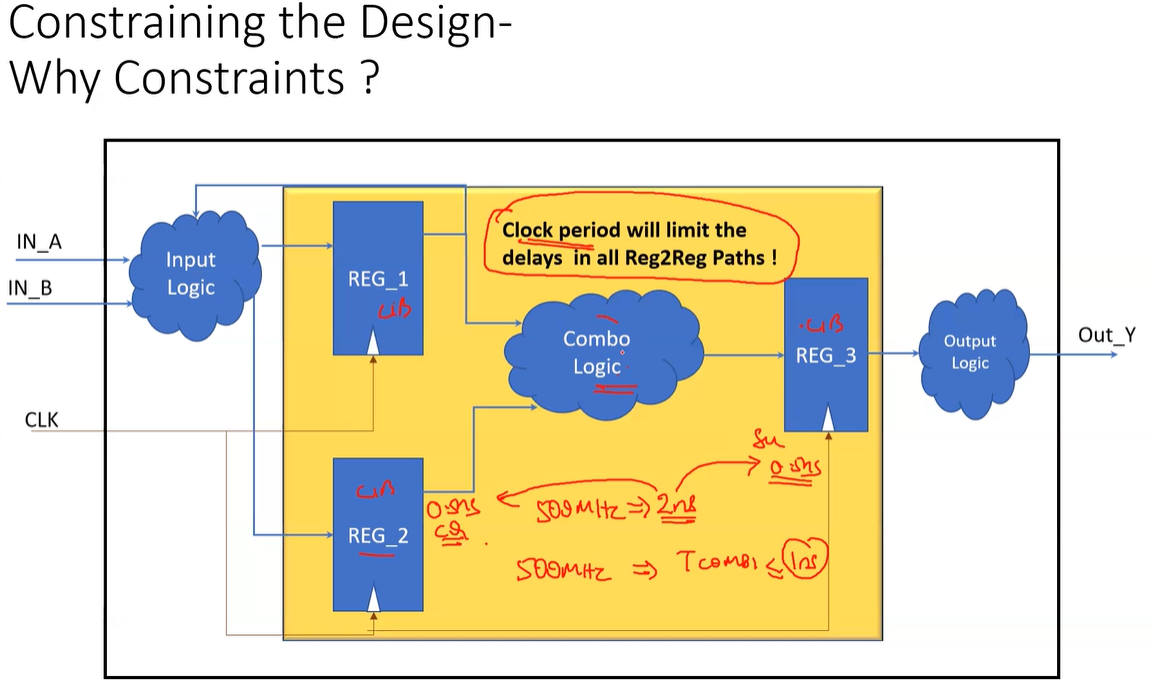 Constraining the Design-
Why Constraints ?
IN_A
IN_B
Input
Logic
CLK
REG_1
LIB
Clock period will limit the
delays in all Reg2Reg Paths !
Combo
Logic
LIB
REG_3
Output
Logic
Out_Y
LIB
REG_2
0.5ns
CQ
500MHz ⇒ 2ns
Su
0.5ns
500MHz ⇒ TCOMBI ≤ 1ns